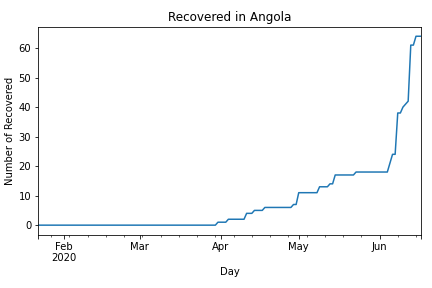 Recovered in Angola
Number of Recovered
60
50
40
30
20
10
0
Feb
2020
Mar
Apr
May
Jun
Day